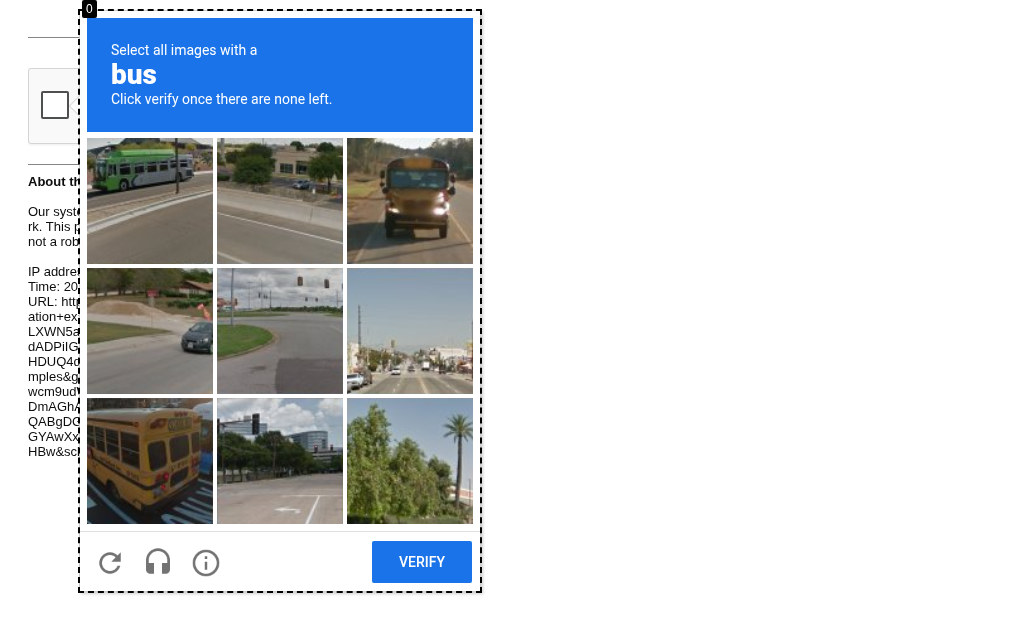 0
Select all images with a
bus
Click verify once there are none left.
About th
Our syst
rk. This p
not a rob
IP addre
Time: 20
URL: http
ation+ex
LXWN5a
dADPiIG
HDUQ4c
mples&g
wcm9ud
DmAGhA
QABgDC
GYAwXx
HBw&sc
VERIFY